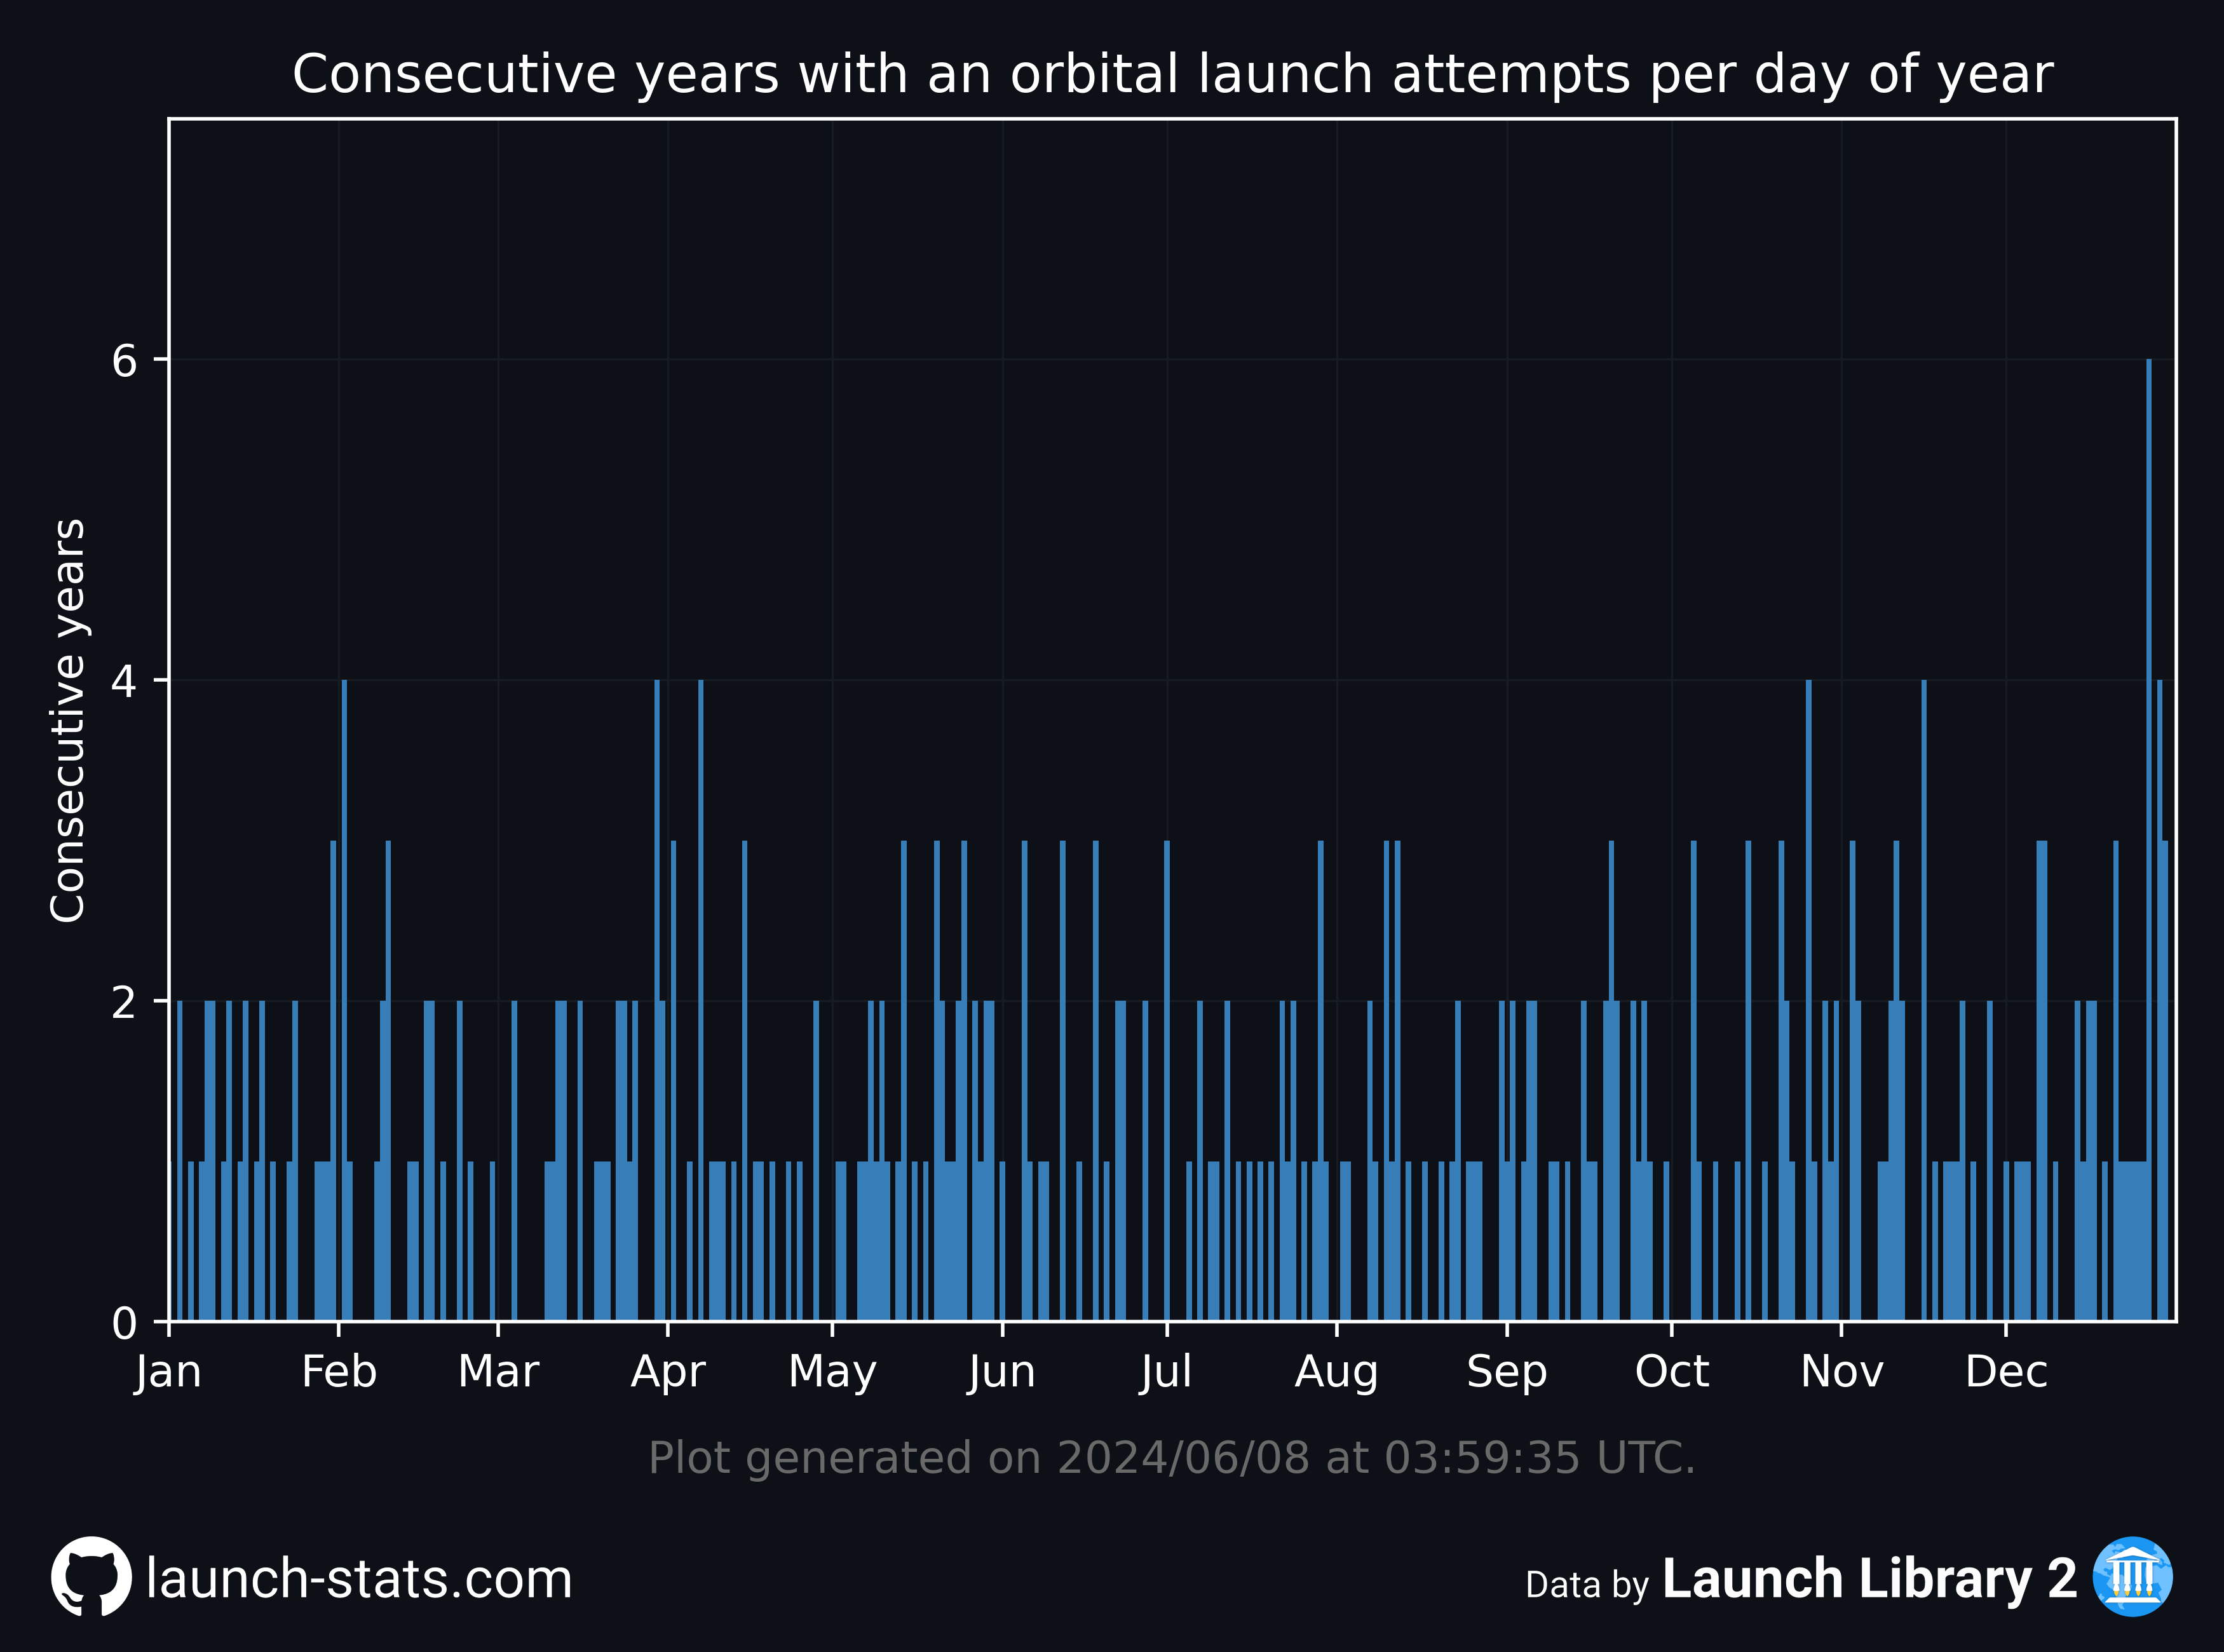 Consecutive years with an orbital launch attempts per day of year
Consecutive years
6
4
2
0
Jan Feb Mar Apr May Jun Jul Aug Sep Oct Nov Dec
Plot generated on 2024/06/08 at 03:59:35 UTC.
launch-stats.com
Data by Launch Library 2